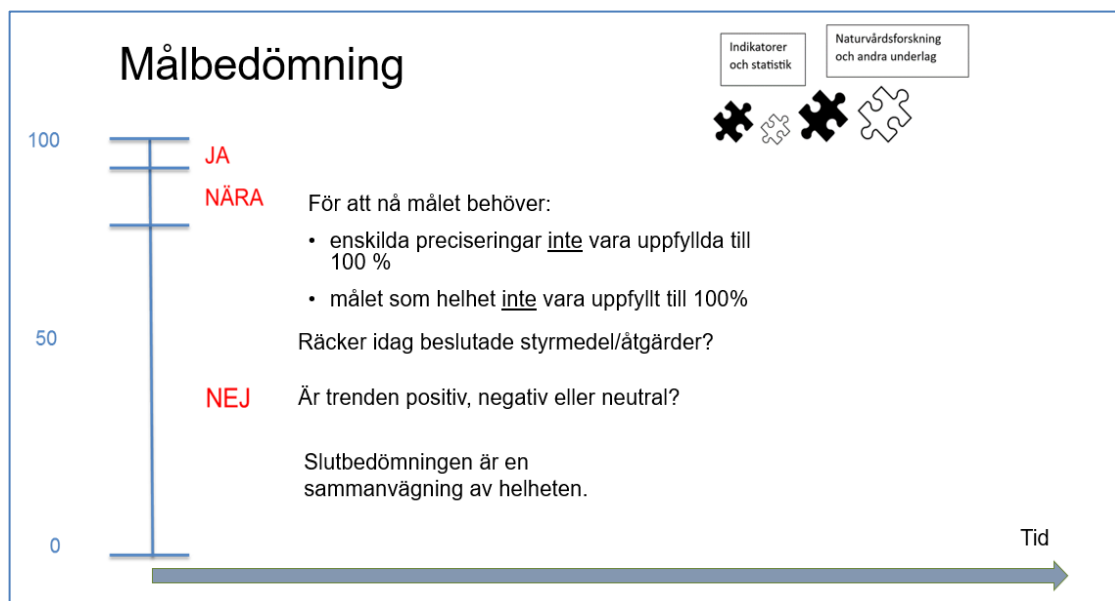 Målbedömning
Indikatorer
och statistik
Naturvårdsforskning
och andra underlag
100
JA
NÄRA
För att nå målet behöver:
• enskilda preciseringar inte vara uppfyllda till
100 %
• målet som helhet inte vara uppfyllt till 100%
50
Räcker idag beslutade styrmedel/åtgärder?
NEJ
Är trenden positiv, negativ eller neutral?
Slutbedömningen är en
sammanvägning av helheten.
0
Tid